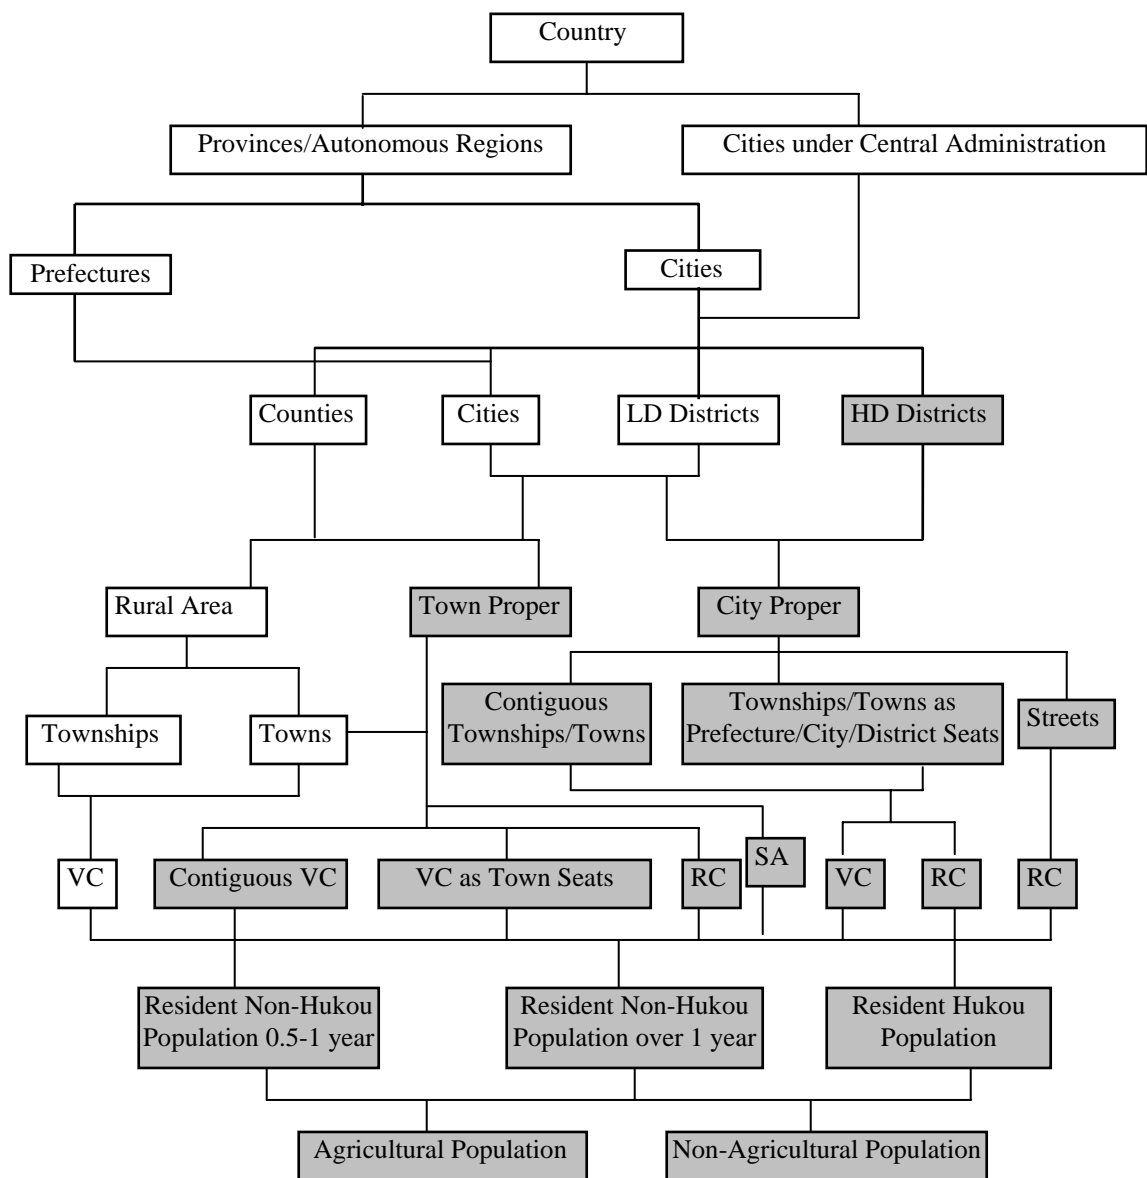 Country
Provinces/Autonomous Regions
Cities under Central Administration
Prefectures
Cities
Counties
Cities
LD Districts
HD Districts
Rural Area
Town Proper
City Proper
Contiguous
Townships/Towns
Townships/Towns as
Prefecture/City/District Seats
Streets
Townships
Towns
VC
Contiguous VC
VC as Town Seats
RC
SA
VC
RC
RC
Resident Non-Hukou
Population 0.5-1 year
Resident Non-Hukou
Population over 1 year
Resident Hukou
Population
Agricultural Population
Non-Agricultural Population